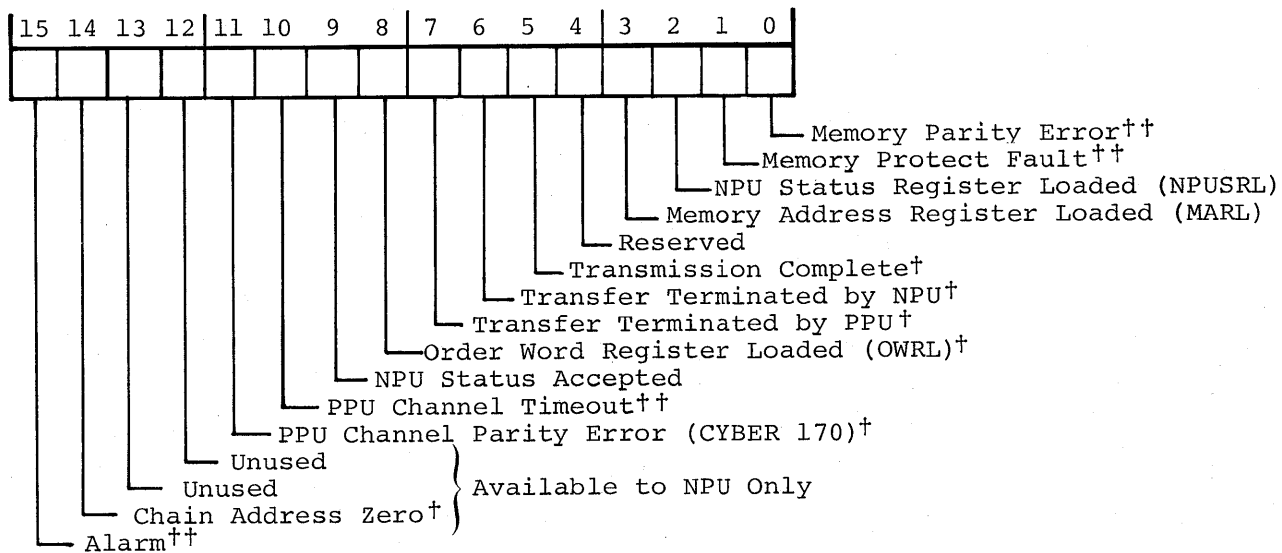 15 14 13 12 11 10 9 8 7 6 5 4 3 2 1 0
Memory Parity Error††
Memory Protect Fault††
NPU Status Register Loaded (NPUSRL)
Memory Address Register Loaded (MARL)
Reserved
Transmission Complete†
Transfer Terminated by NPU†
Transfer Terminated by PPU†
Order Word Register Loaded (OWRL)†
NPU Status Accepted
PPU Channel Timeout††
PPU Channel Parity Error (CYBER 170)†
Unused
Unused
Available to NPU Only
Chain Address Zero†
Alarm††